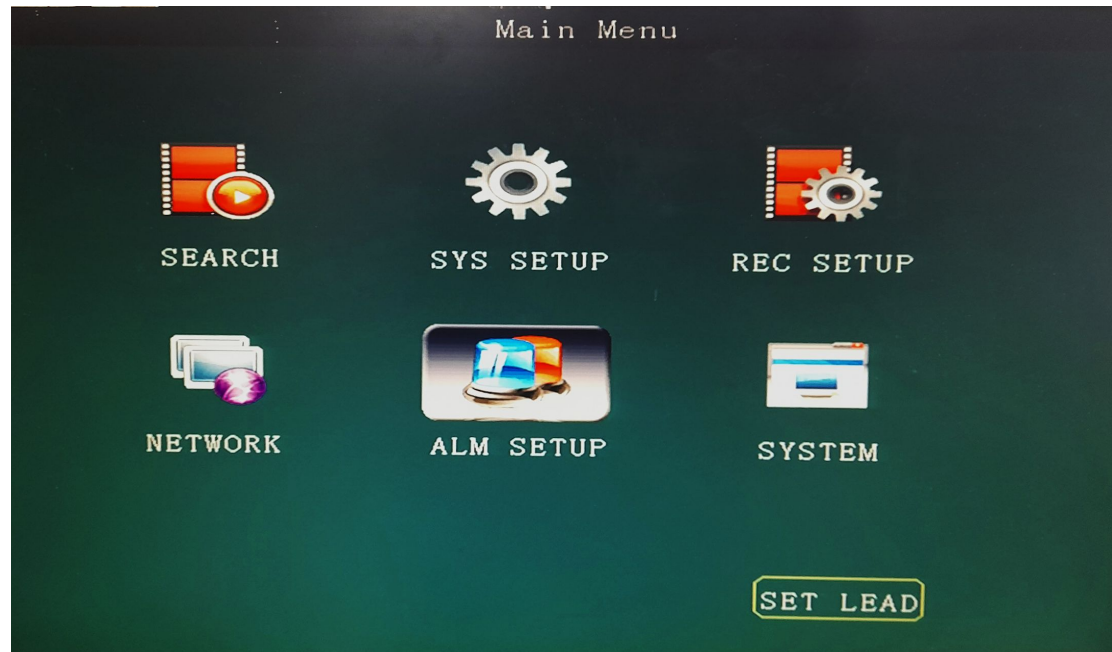 Main Menu
SEARCH
SYS SETUP
REC SETUP
NETWORK
ALM SETUP
SYSTEM
SET LEAD